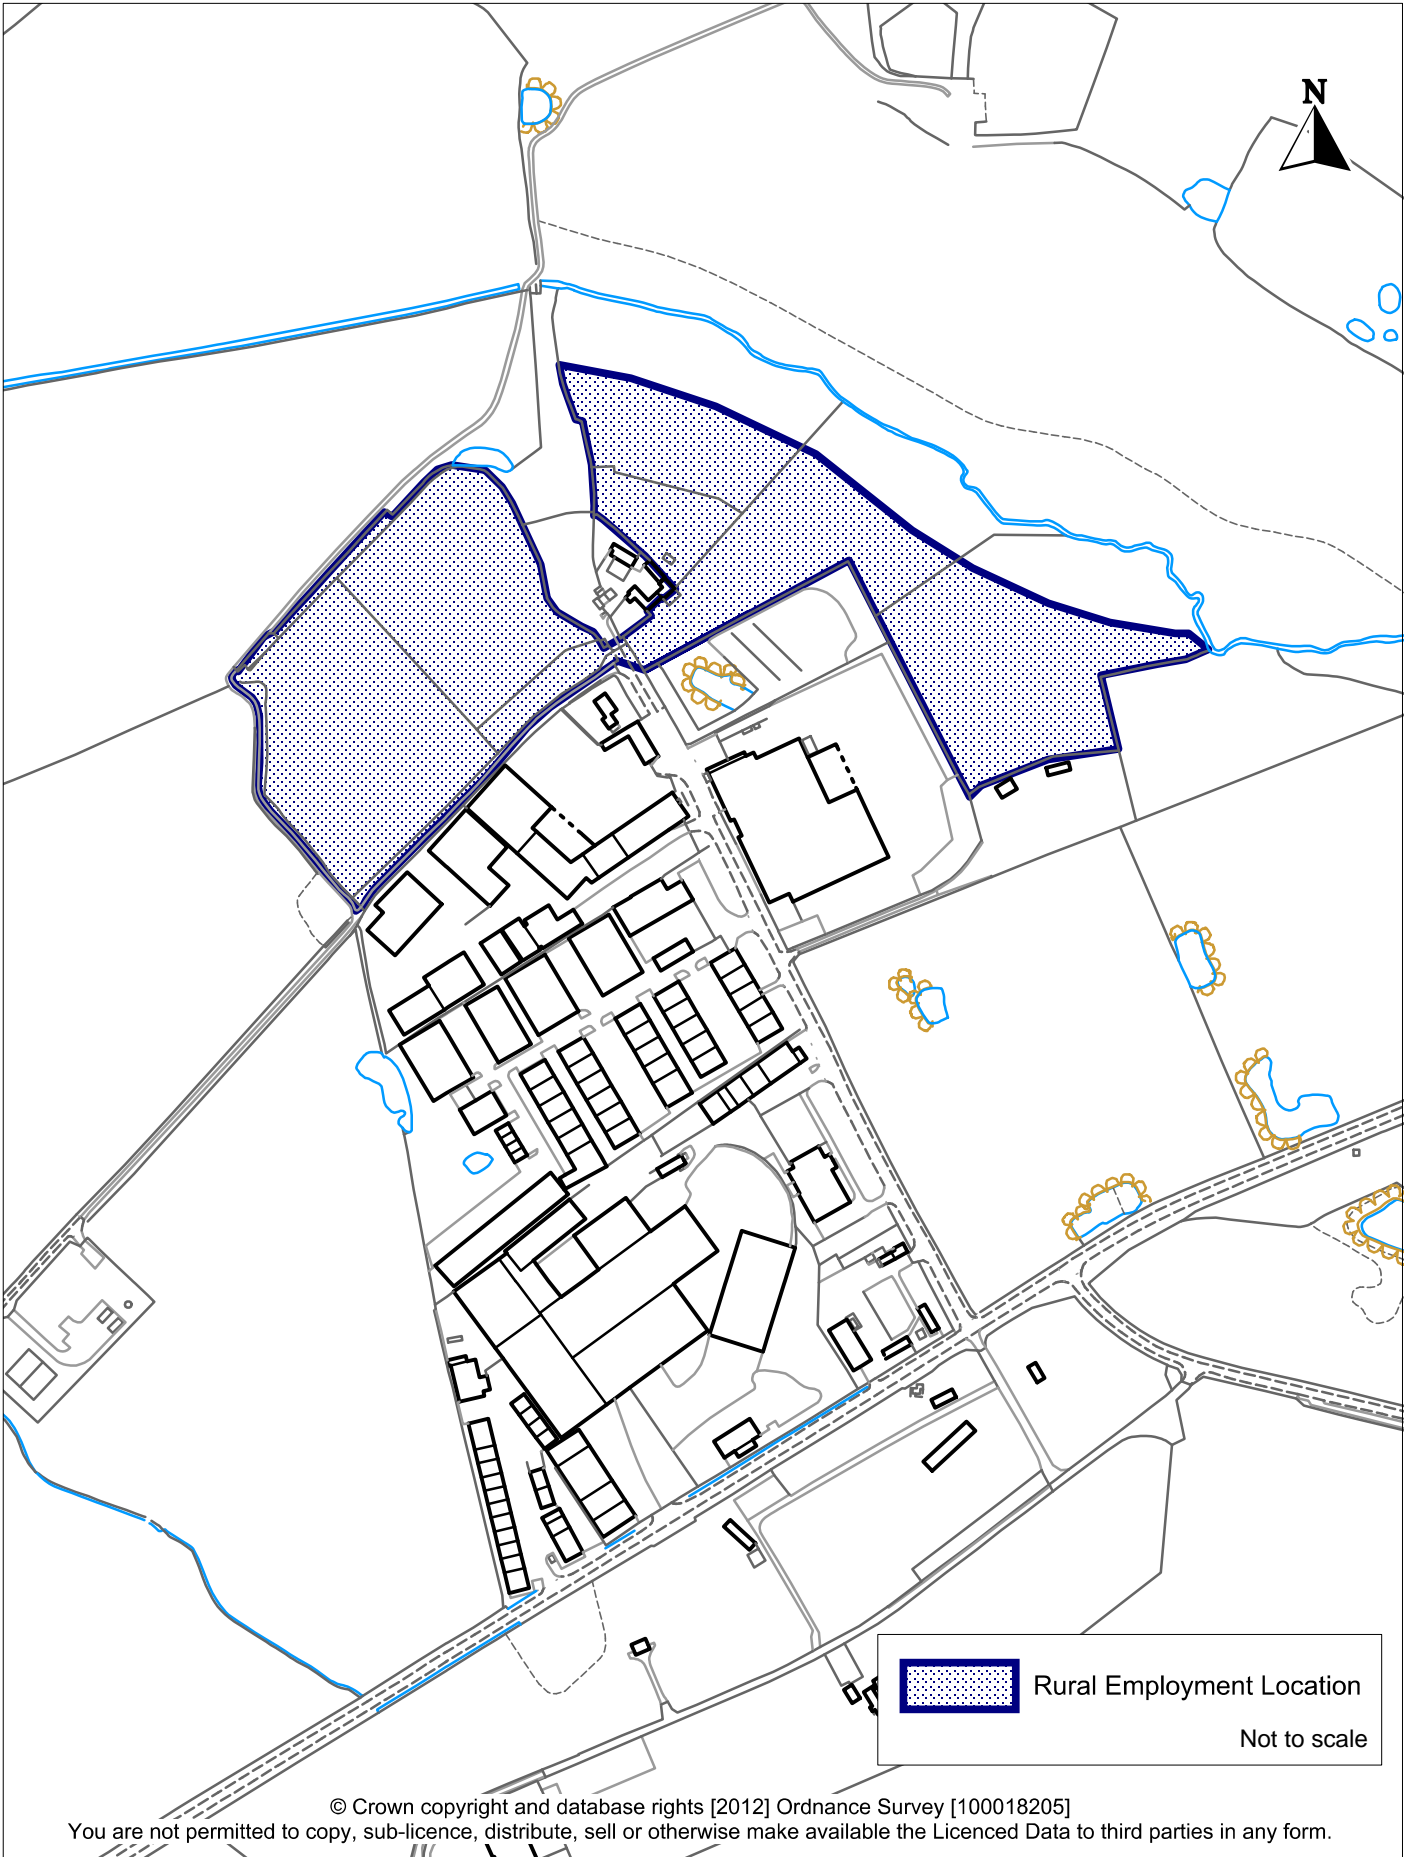 N
Rural Employment Location
Not to scale
© Crown copyright and database rights [2012] Ordnance Survey [100018205]
You are not permitted to copy, sub-licence, distribute, sell or otherwise make available the Licenced Data to third parties in any form.